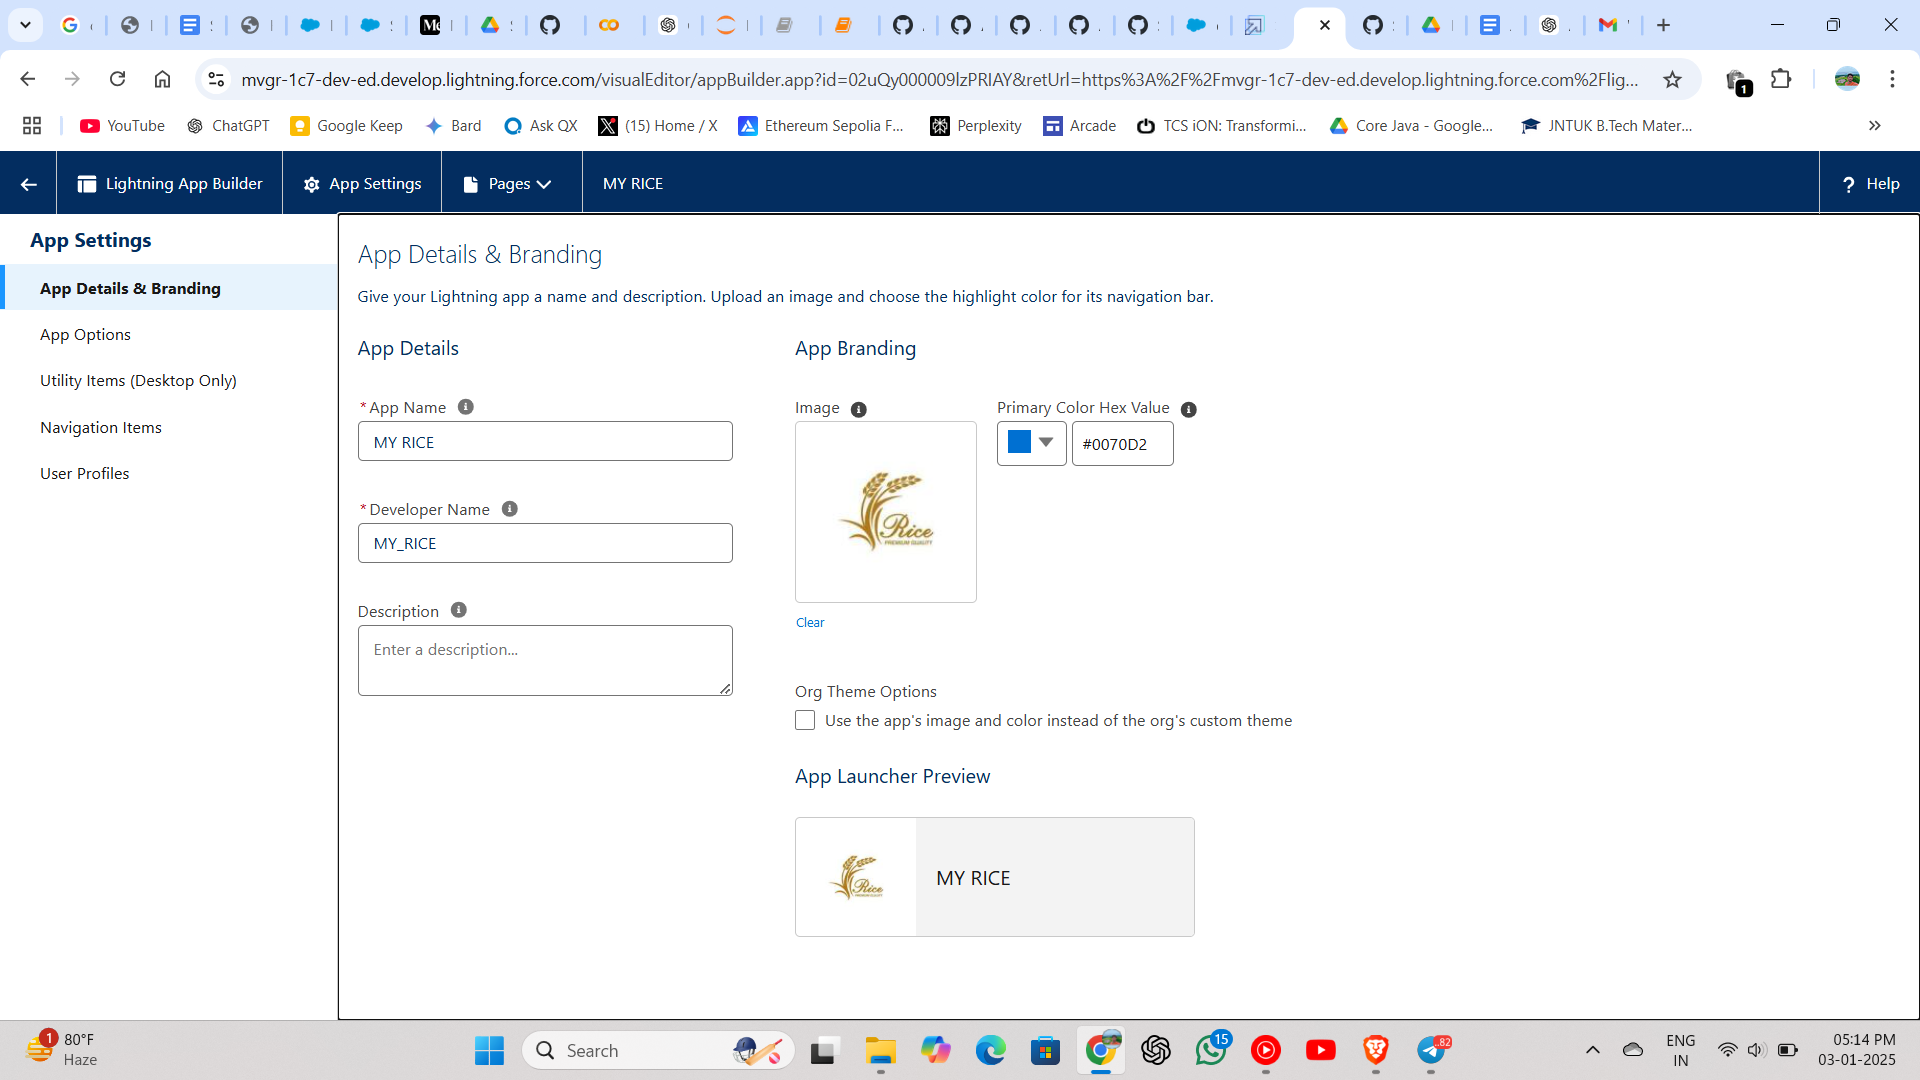 mvgr-1c7-dev-ed.develop.lightning.force.com/visualEditor/appBuilder.app?id=02uQy000009lzPRIAY&retUrl=https%3A%2F%2Fmvgr-1c7-dev-ed.develop.lightning.force.com%2Flig...
1
YouTube
ChatGPT
Google Keep
Bard
Ask QX
(15) Home / X
Ethereum Sepolia F...
Perplexity
Arcade
TCS iON: Transformi...
Core Java - Google...
JNTUK B.Tech Mater...
Lightning App Builder
App Settings
Pages
MY RICE
? Help
App Settings
App Details & Branding
App Options
Utility Items (Desktop Only)
Navigation Items
User Profiles
App Details & Branding
Give your Lightning app a name and description. Upload an image and choose the highlight color for its navigation bar.
App Details
*App Name
MY RICE
*Developer Name
MY_RICE
Description
Enter a description...
App Branding
Image
Rice
PREMIUM QUALITY
Clear
Primary Color Hex Value
#0070D2
Org Theme Options
Use the app's image and color instead of the org's custom theme
App Launcher Preview
Rice
MY RICE
1
80°F
Haze
Search
15
82
ENG
IN
05:14 PM
03-01-2025